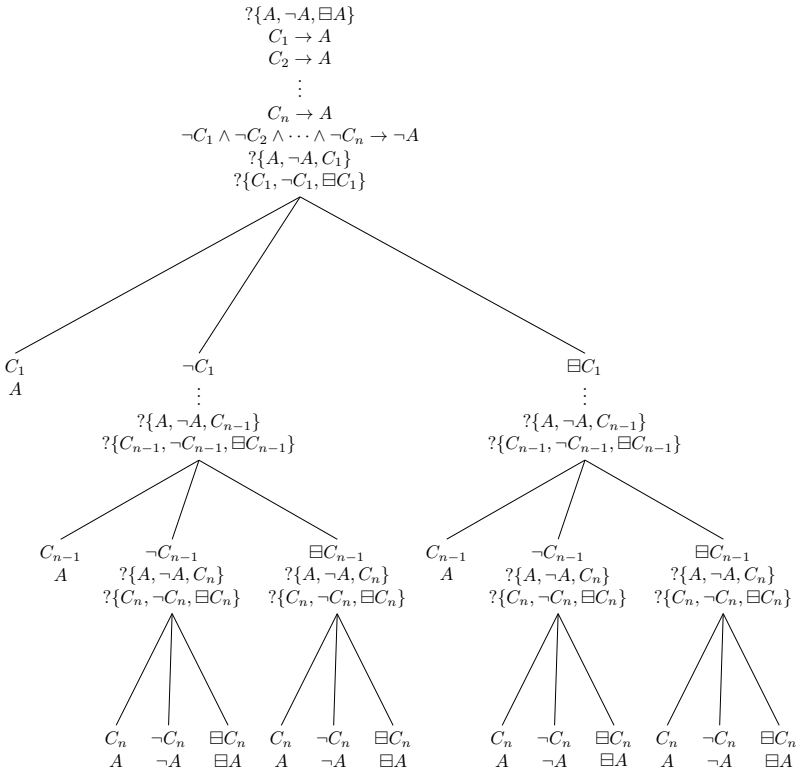 ?{A, ¬A, ⊟A}
C₁ → A
C₂ → A
⋮
Cₙ → A
¬C₁ ∧ ¬C₂ ∧ ⋯ ∧ ¬Cₙ → ¬A
?{A, ¬A, C₁}
?{C₁, ¬C₁, ⊟C₁}
C₁ ¬C₁ ⊟C₁
A
⋮ ⋮
?{A, ¬A, Cₙ₋₁} ?{A, ¬A, Cₙ₋₁}
?{Cₙ₋₁, ¬Cₙ₋₁, ⊟Cₙ₋₁} ?{Cₙ₋₁, ¬Cₙ₋₁, ⊟Cₙ₋₁}
Cₙ₋₁ ¬Cₙ₋₁ ⊟Cₙ₋₁ Cₙ₋₁ ¬Cₙ₋₁ ⊟Cₙ₋₁
A ?{A, ¬A, Cₙ} ?{A, ¬A, Cₙ} A ?{A, ¬A, Cₙ} ?{A, ¬A, Cₙ}
?{Cₙ, ¬Cₙ, ⊟Cₙ} ?{Cₙ, ¬Cₙ, ⊟Cₙ} ?{Cₙ, ¬Cₙ, ⊟Cₙ} ?{Cₙ, ¬Cₙ, ⊟Cₙ}
Cₙ ¬Cₙ ⊟Cₙ Cₙ ¬Cₙ ⊟Cₙ Cₙ ¬Cₙ ⊟Cₙ Cₙ ¬Cₙ ⊟Cₙ
A ¬A ⊟A A ¬A ⊟A A ¬A ⊟A A ¬A ⊟A